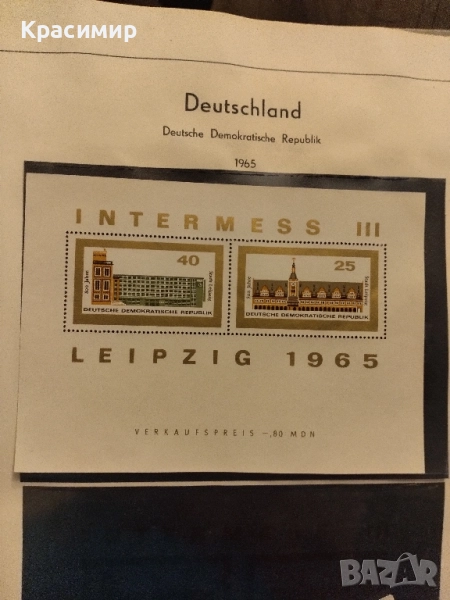 Красимир
Deutschland
Deutsche Demokratische Republik
1965
INTERMESS III
40
DEUTSCHE DEMOKRATISCHE REPUBLIK
25
DEUTSCHE DEMOKRATISCHE REPUBLIK
LEIPZIG 1965
VERKAUFSPREIS -,80 MDN
BAZAR